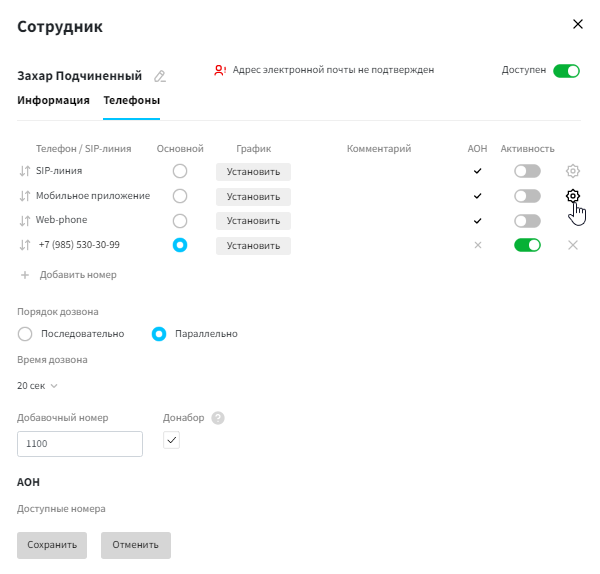 Сотрудник
Захар Подчиненный
Адрес электронной почты не подтвержден
Доступен
Информация Телефоны
Телефон / SIP-линия Основной График Комментарий АОН Активность
SIP-линия Установить
Мобильное приложение Установить
Web-phone Установить
+7 (985) 530-30-99 Установить
+ Добавить номер
Порядок дозвона
Последовательно Параллельно
Время дозвона
20 сек
Добавочный номер Донабор ?
1100
АОН
Доступные номера
Сохранить Отменить